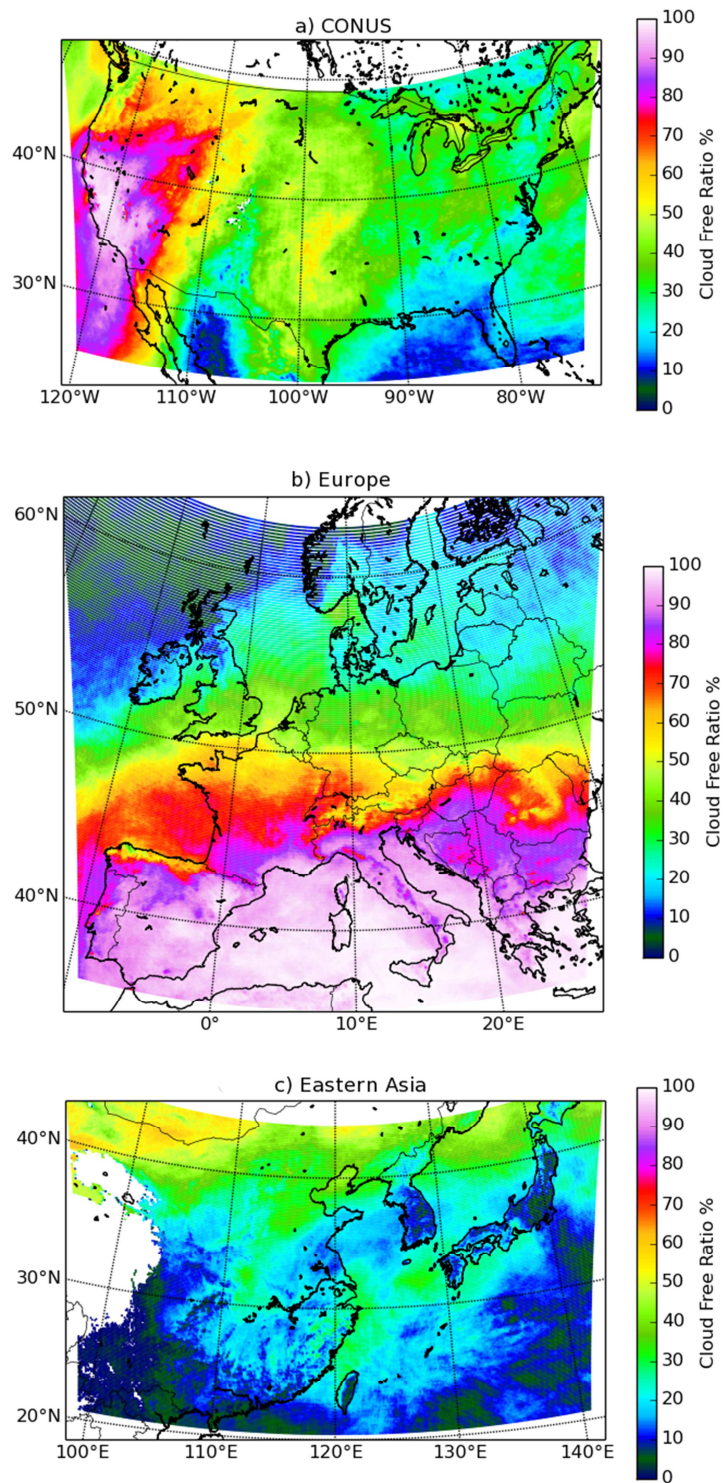 a) CONUS
100
90
80
70
60
50
40
30
20
10
0
Cloud Free Ratio %
40°N
30°N
120°W 110°W 100°W 90°W 80°W
b) Europe
60°N
50°N
40°N
0° 10°E 20°E
100
90
80
70
60
50
40
30
20
10
0
Cloud Free Ratio %
c) Eastern Asia
40°N
30°N
20°N
100°E 110°E 120°E 130°E 140°E
100
90
80
70
60
50
40
30
20
10
0
Cloud Free Ratio %